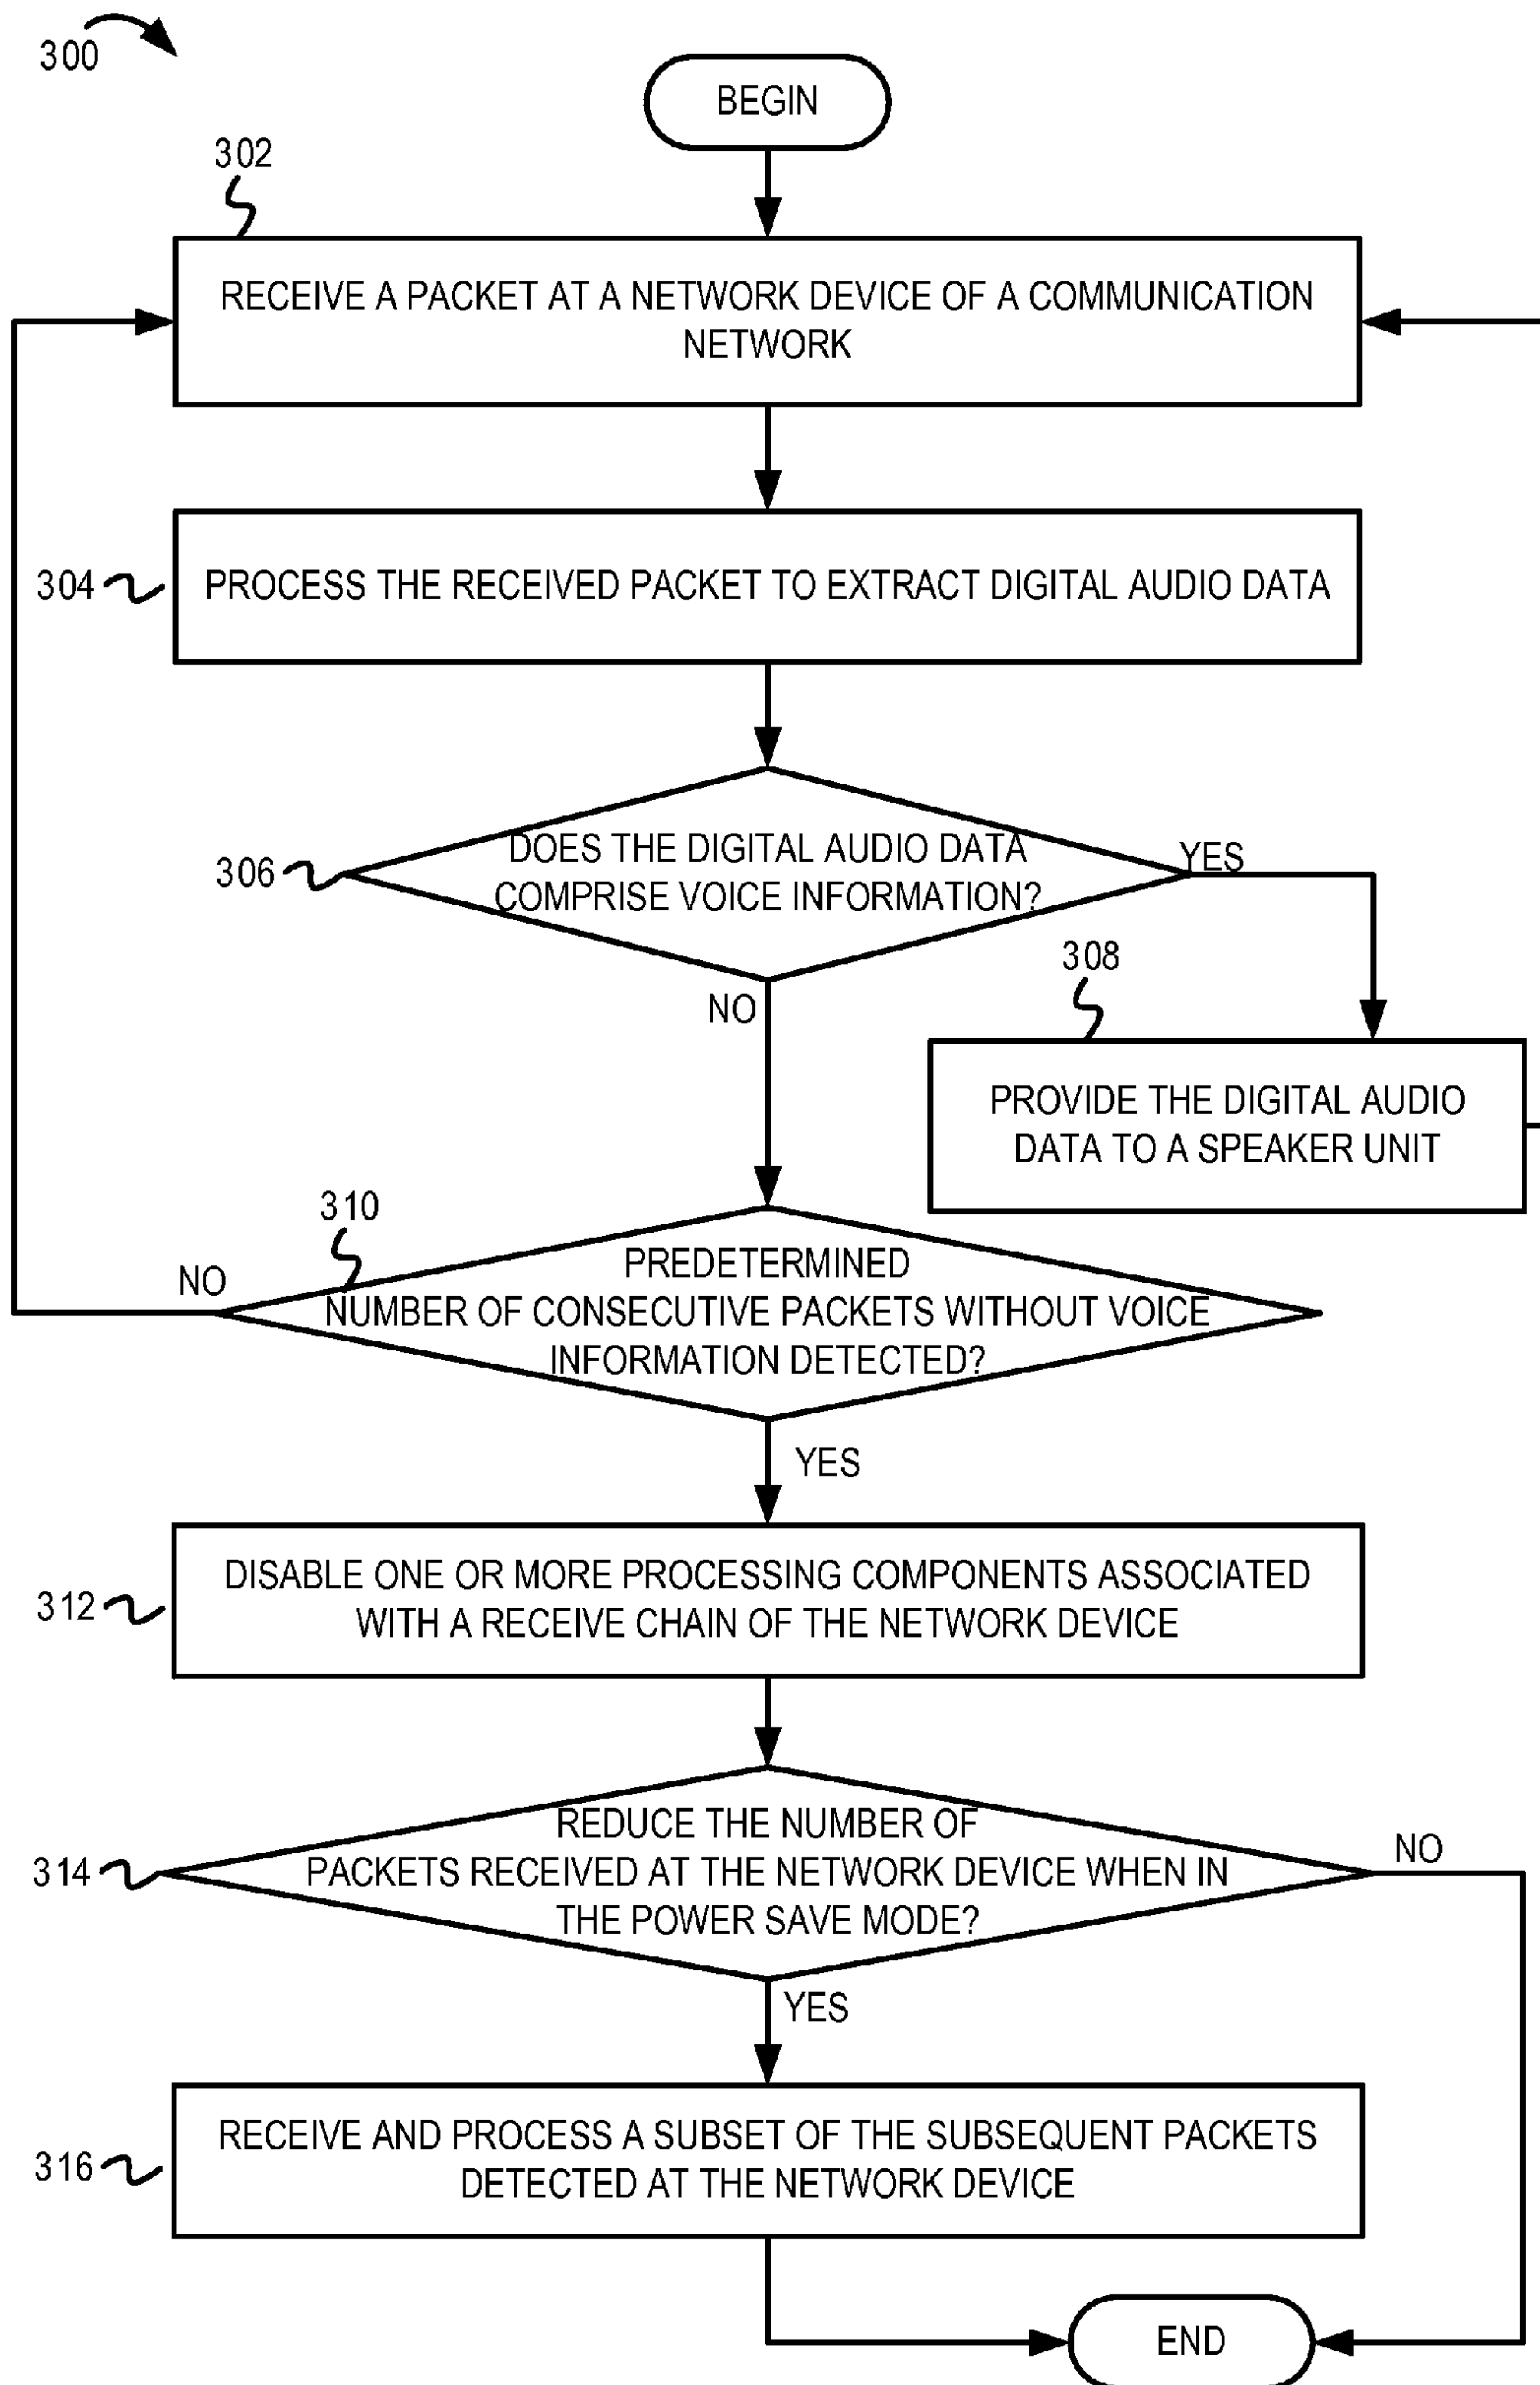 300
BEGIN
302
RECEIVE A PACKET AT A NETWORK DEVICE OF A COMMUNICATION
NETWORK
304
PROCESS THE RECEIVED PACKET TO EXTRACT DIGITAL AUDIO DATA
306
DOES THE DIGITAL AUDIO DATA
COMPRISE VOICE INFORMATION?
YES
NO
308
PROVIDE THE DIGITAL AUDIO
DATA TO A SPEAKER UNIT
310
NO
PREDETERMINED
NUMBER OF CONSECUTIVE PACKETS WITHOUT VOICE
INFORMATION DETECTED?
YES
312
DISABLE ONE OR MORE PROCESSING COMPONENTS ASSOCIATED
WITH A RECEIVE CHAIN OF THE NETWORK DEVICE
314
REDUCE THE NUMBER OF
PACKETS RECEIVED AT THE NETWORK DEVICE WHEN IN
THE POWER SAVE MODE?
NO
YES
316
RECEIVE AND PROCESS A SUBSET OF THE SUBSEQUENT PACKETS
DETECTED AT THE NETWORK DEVICE
END